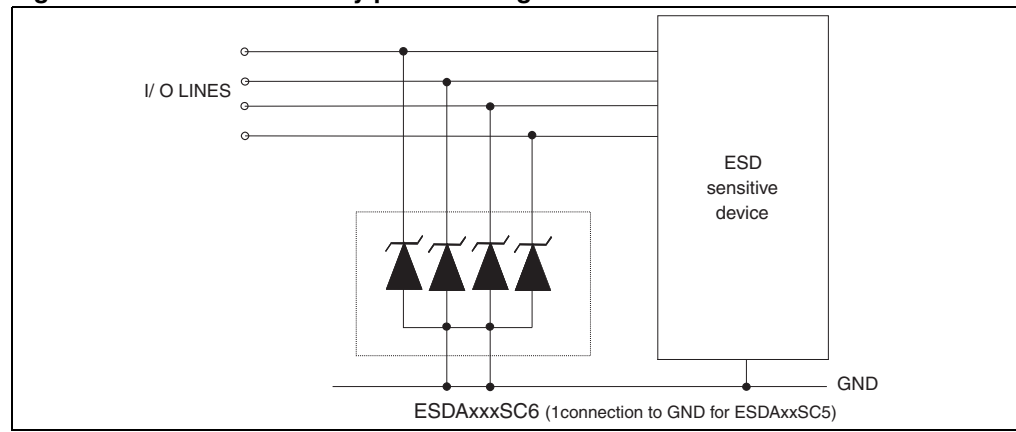 I/ O LINES
ESD
sensitive
device
GND
ESDAxxxSC6 (1connection to GND for ESDAxxSC5)